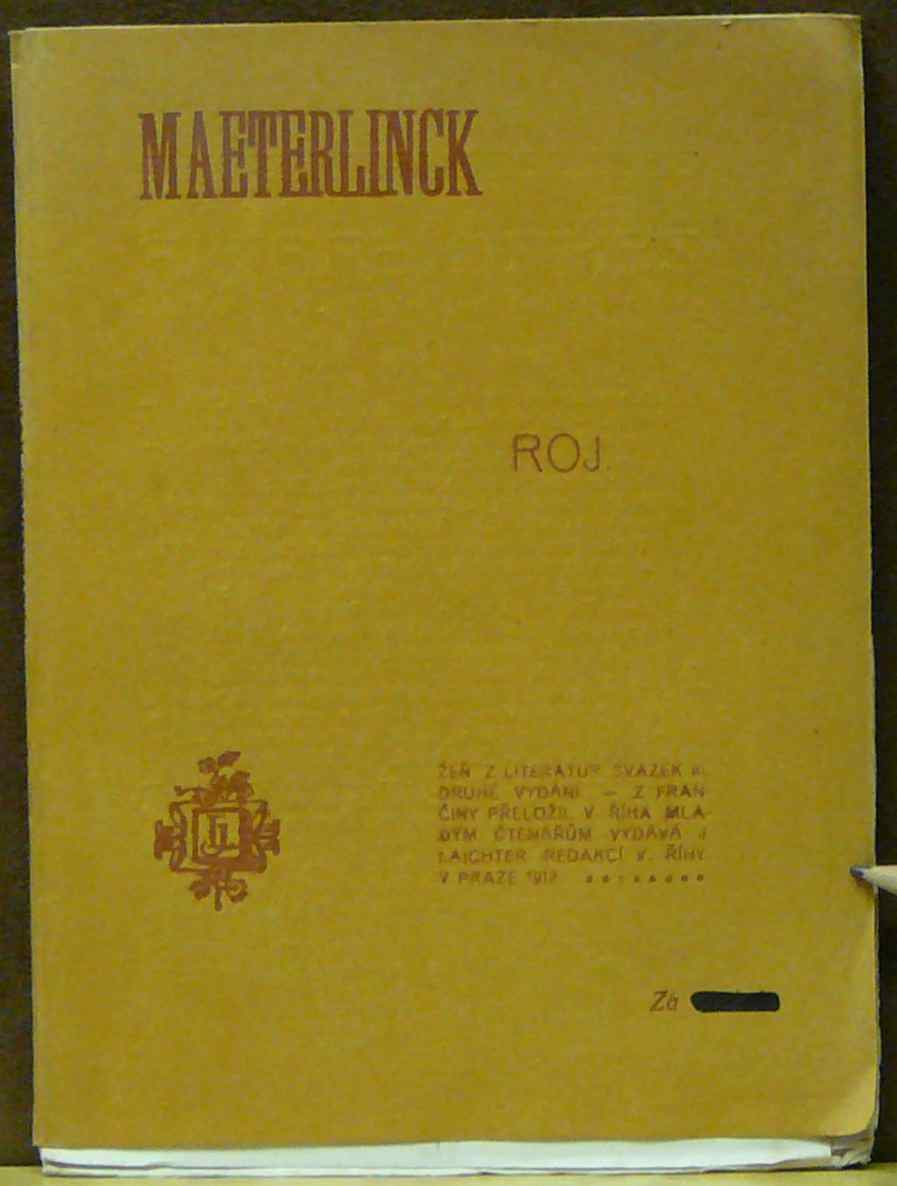 MAETERLINCK
ROJ.
ŽEŇ Z LITERATUR SVAZEK
DRUHÉ VYDÁNÍ — Z FRAN-
ČINY PŘELOŽIL V. ŘÍHA MLA-
DÝM ČTENÁŘŮM VYDÁVÁ J.
LAICHTER REDAKCÍ V. ŘÍHY
V PRAZE
Za
JL